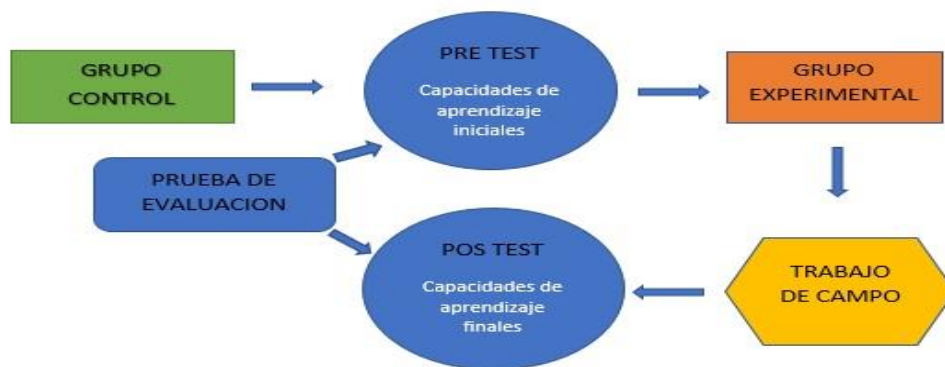 GRUPO
CONTROL
PRE TEST
Capacidades de
aprendizaje
iniciales
GRUPO
EXPERIMENTAL
PRUEBA DE
EVALUACION
POS TEST
Capacidades de
aprendizaje
finales
TRABAJO
DE CAMPO